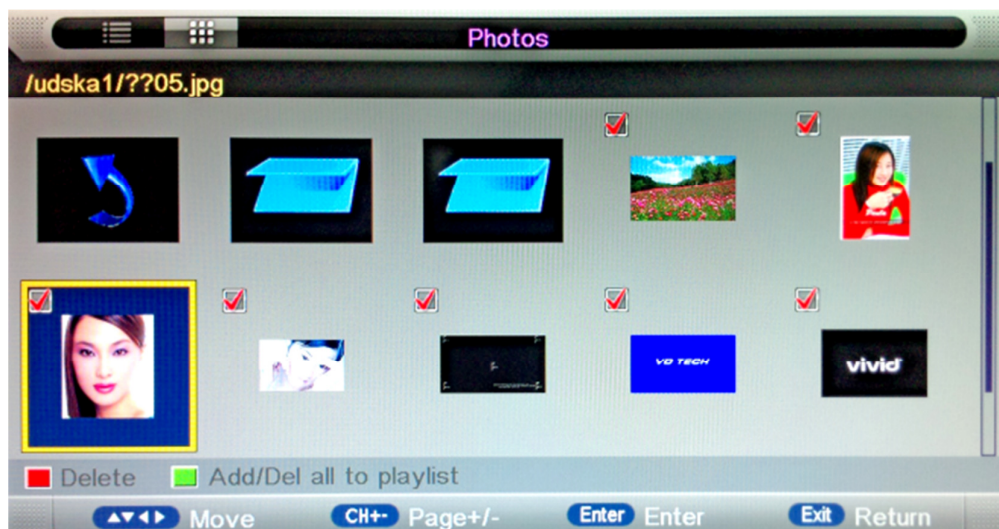 Photos
/udska1/??05.jpg
VD TECH
vivid
Delete Add/Del all to playlist
Move CH+- Page+/- Enter Enter Exit Return